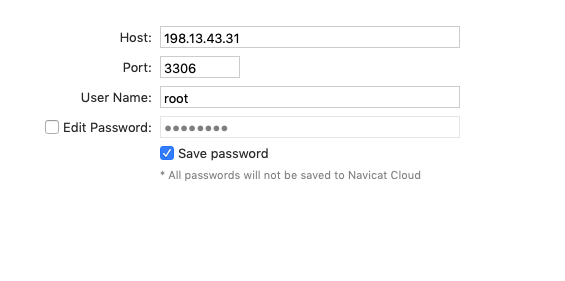 Host: 198.13.43.31
Port: 3306
User Name: root
Edit Password: ••••••••
Save password
* All passwords will not be saved to Navicat Cloud